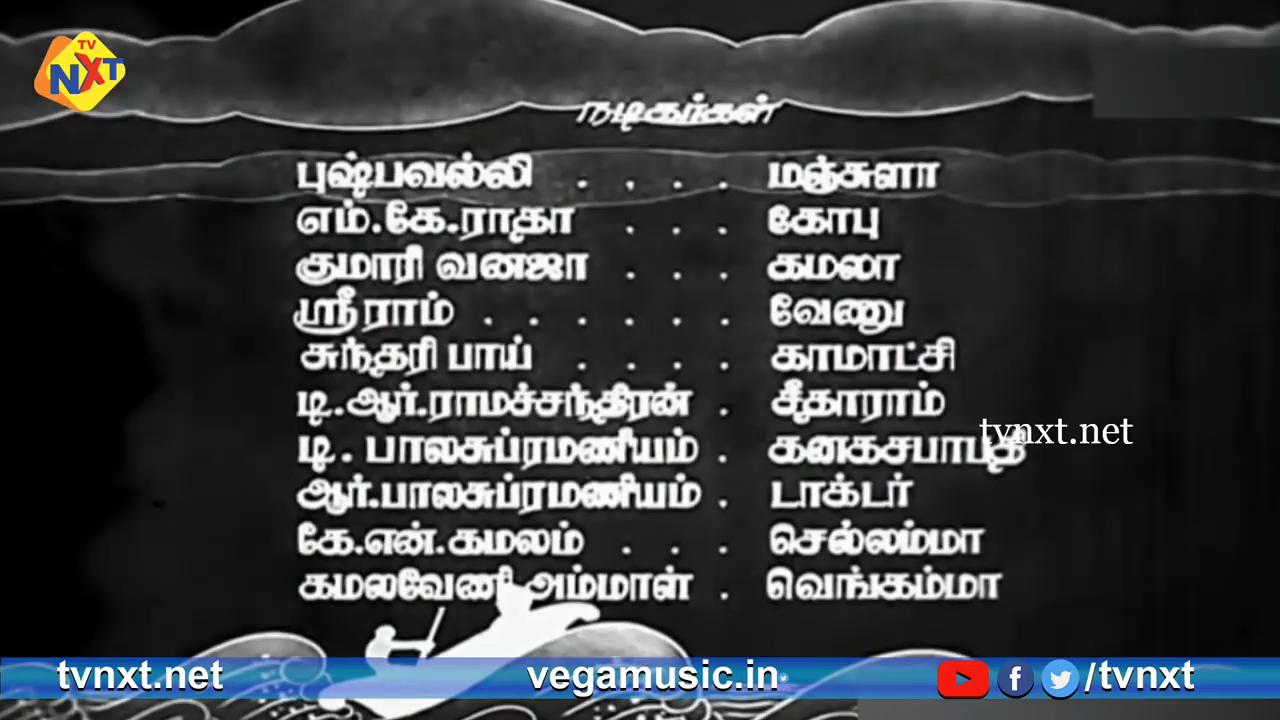 TV
NXT
நடிகர்கள்
புஷ்பவல்லி . . . . மஞ்சுளா
எம்.கே.ராதா . . . கோபு
குமாரி வனஜா . . . கமலா
ஸ்ரீராம் . . . . . . வேணு
சுந்தரி பாய் . . . . காமாட்சி
டி.ஆர்.ராமச்சந்திரன் . சீதாராம்
டி. பாலசுப்ரமணியம் . கனகசபாபதி
tvnxt.net
ஆர்.பாலசுப்ரமணியம் . டாக்டர்
கே.என்.கமலம் . . . செல்லம்மா
கமலவேணி அம்மாள் . வெங்கம்மா
tvnxt.net vegamusic.in /tvnxt